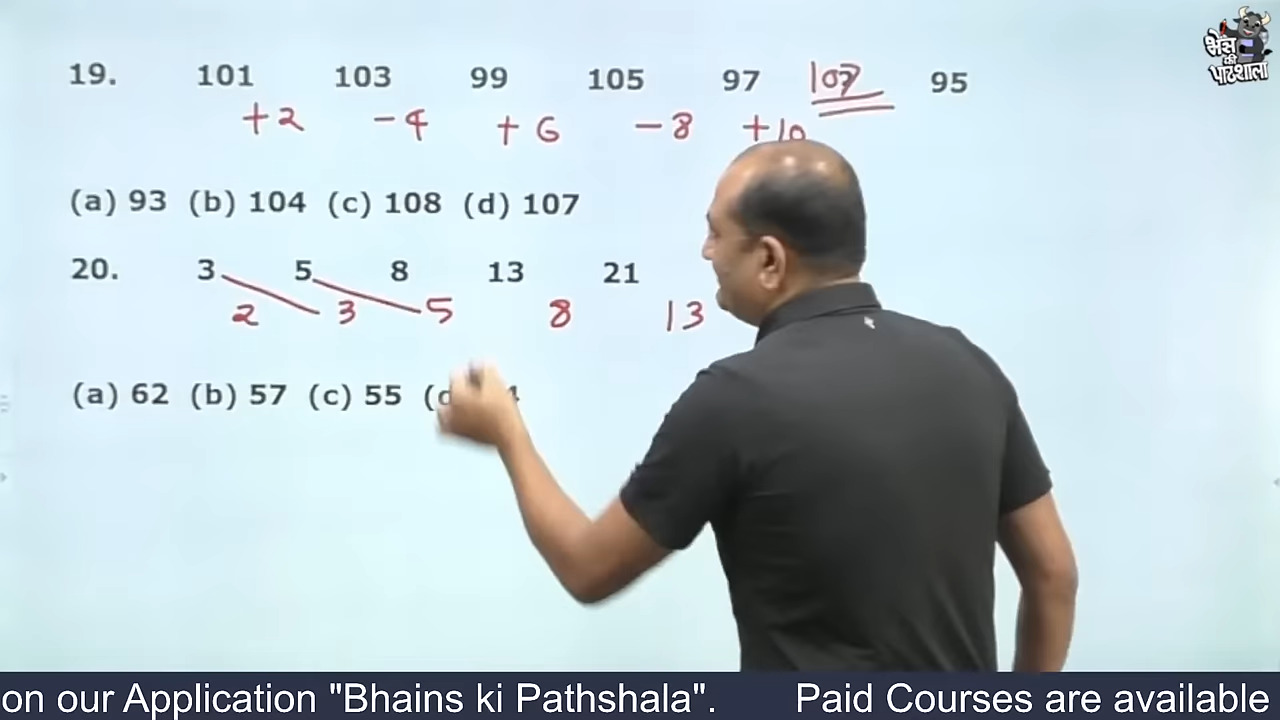 19. 101 103 99 105 97 107 95
+2 -4 +6 -8 +10
(a) 93 (b) 104 (c) 108 (d) 107
20. 3 5 8 13 21
2 3 5 8 13
(a) 62 (b) 57 (c) 55
on our Application "Bhains ki Pathshala". Paid Courses are available
भैंस की पाठशाला